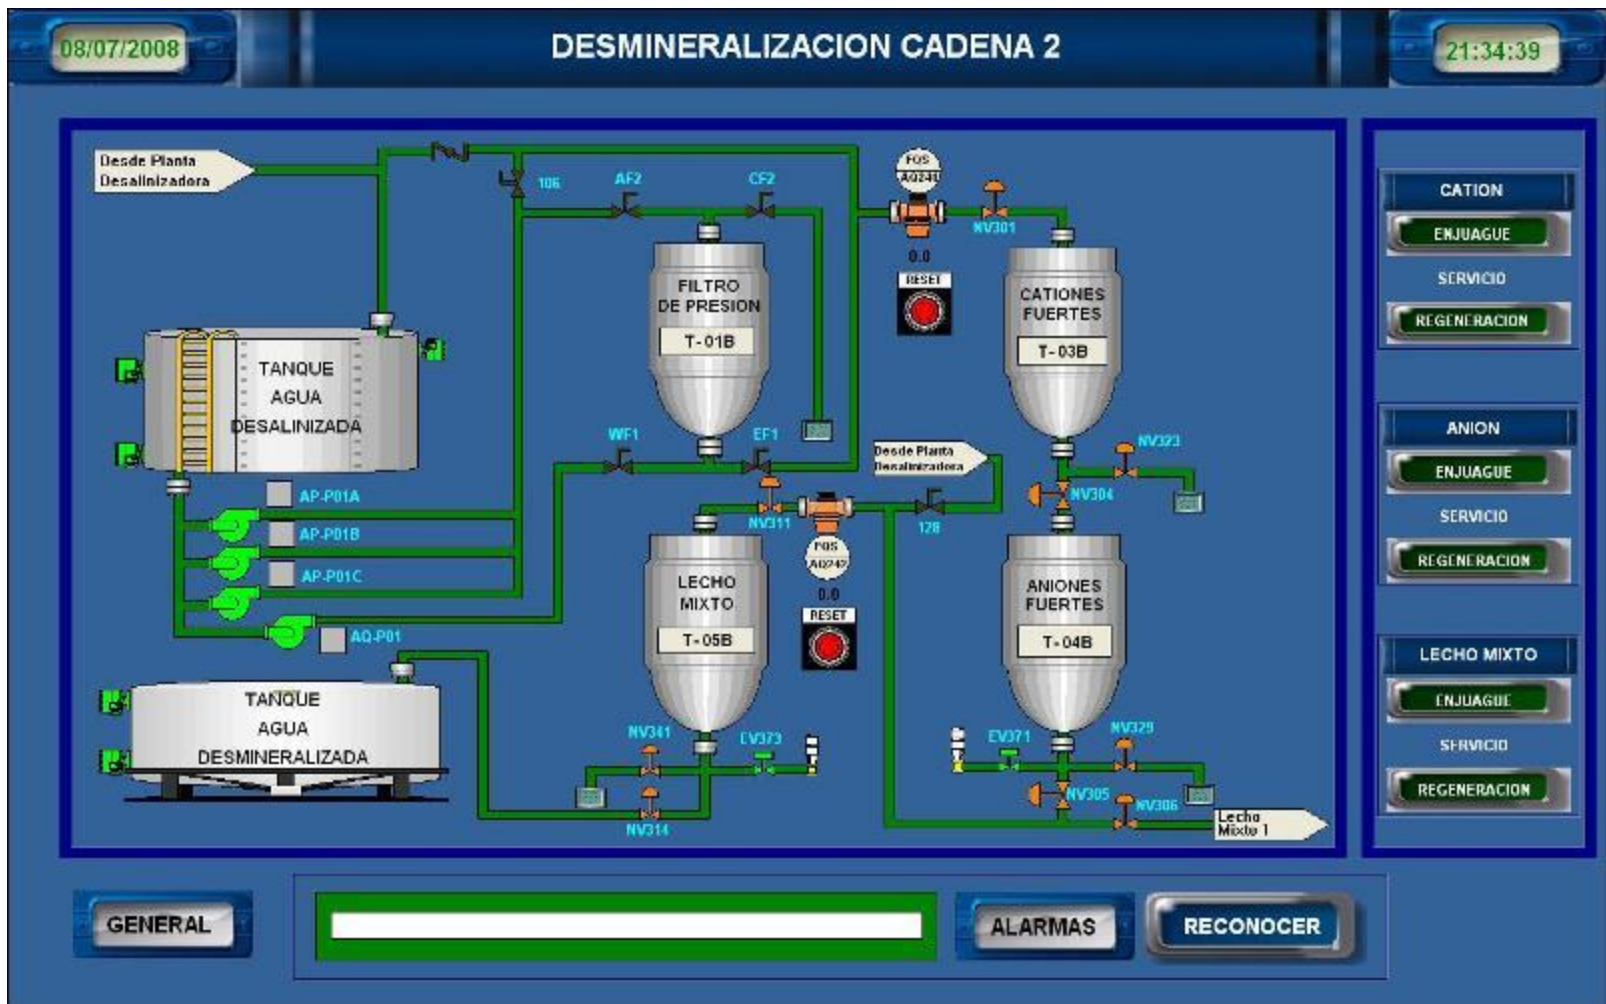 08/07/2008
DESMINERALIZACION CADENA 2
21:34:39
Desde Planta
Desalinizadora
106
AF2
CF2
FQS
AQ241
0.0
RESET
NV301
FILTRO
DE PRESION
T-01B
CATIONES
FUERTES
T-03B
TANQUE
AGUA
DESALINIZADA
WF1
EF1
Desde Planta
Desalinizadora
NV323
NV304
AP-P01A
AP-P01B
AP-P01C
AQ-P01
NV311
128
FQS
AQ242
0.0
RESET
LECHO
MIXTO
T-05B
ANIONES
FUERTES
T-04B
TANQUE
AGUA
DESMINERALIZADA
NV341
EV373
NV314
EV371
NV329
NV305
NV306
Lecho
Mixto 1
CATION
ENJUAGUE
SERVICIO
REGENERACION
ANION
ENJUAGUE
SERVICIO
REGENERACION
LECHO MIXTO
ENJUAGUE
SERVICIO
REGENERACION
GENERAL
ALARMAS
RECONOCER